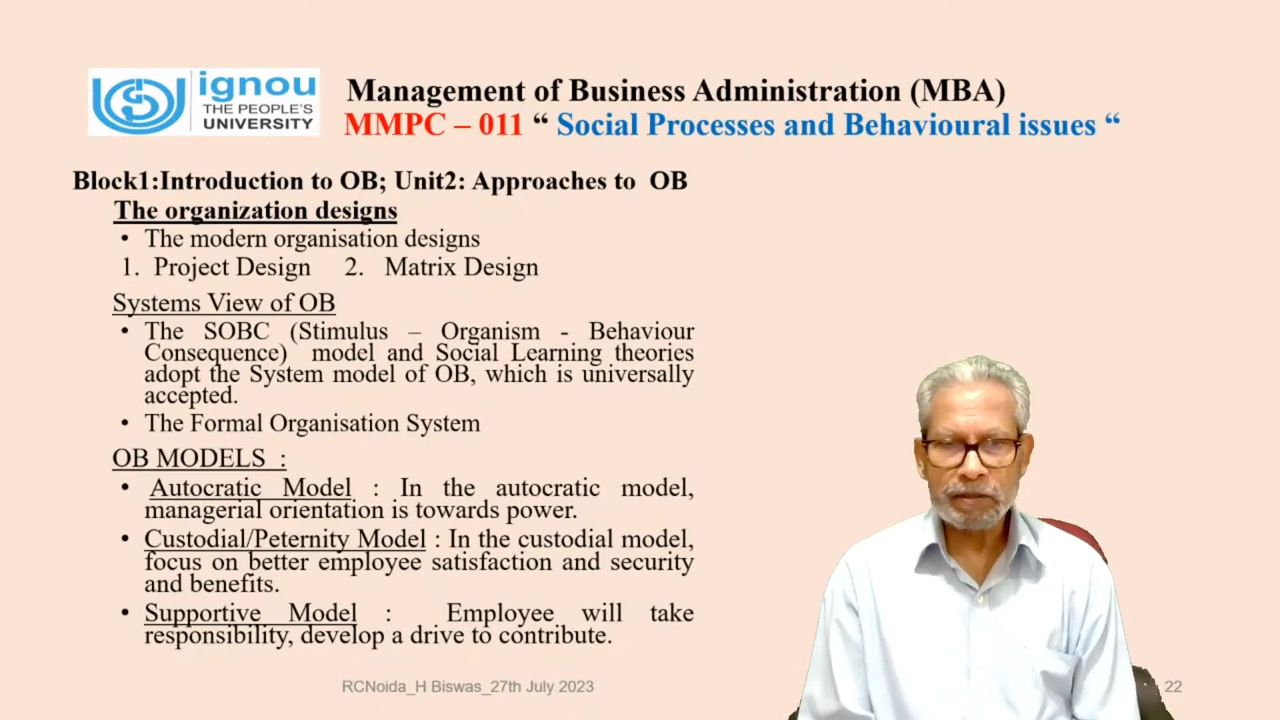 ignou
THE PEOPLE'S
UNIVERSITY
Management of Business Administration (MBA)
MMPC – 011 “ Social Processes and Behavioural issues “
Block1:Introduction to OB; Unit2: Approaches to OB
The organization designs
• The modern organisation designs
1. Project Design 2. Matrix Design
Systems View of OB
• The SOBC (Stimulus – Organism - Behaviour
Consequence) model and Social Learning theories
adopt the System model of OB, which is universally
accepted.
• The Formal Organisation System
OB MODELS :
• Autocratic Model : In the autocratic model,
managerial orientation is towards power.
• Custodial/Peternity Model : In the custodial model,
focus on better employee satisfaction and security
and benefits.
• Supportive Model : Employee will take
responsibility, develop a drive to contribute.
RCNoida_H Biswas_27th July 2023
22